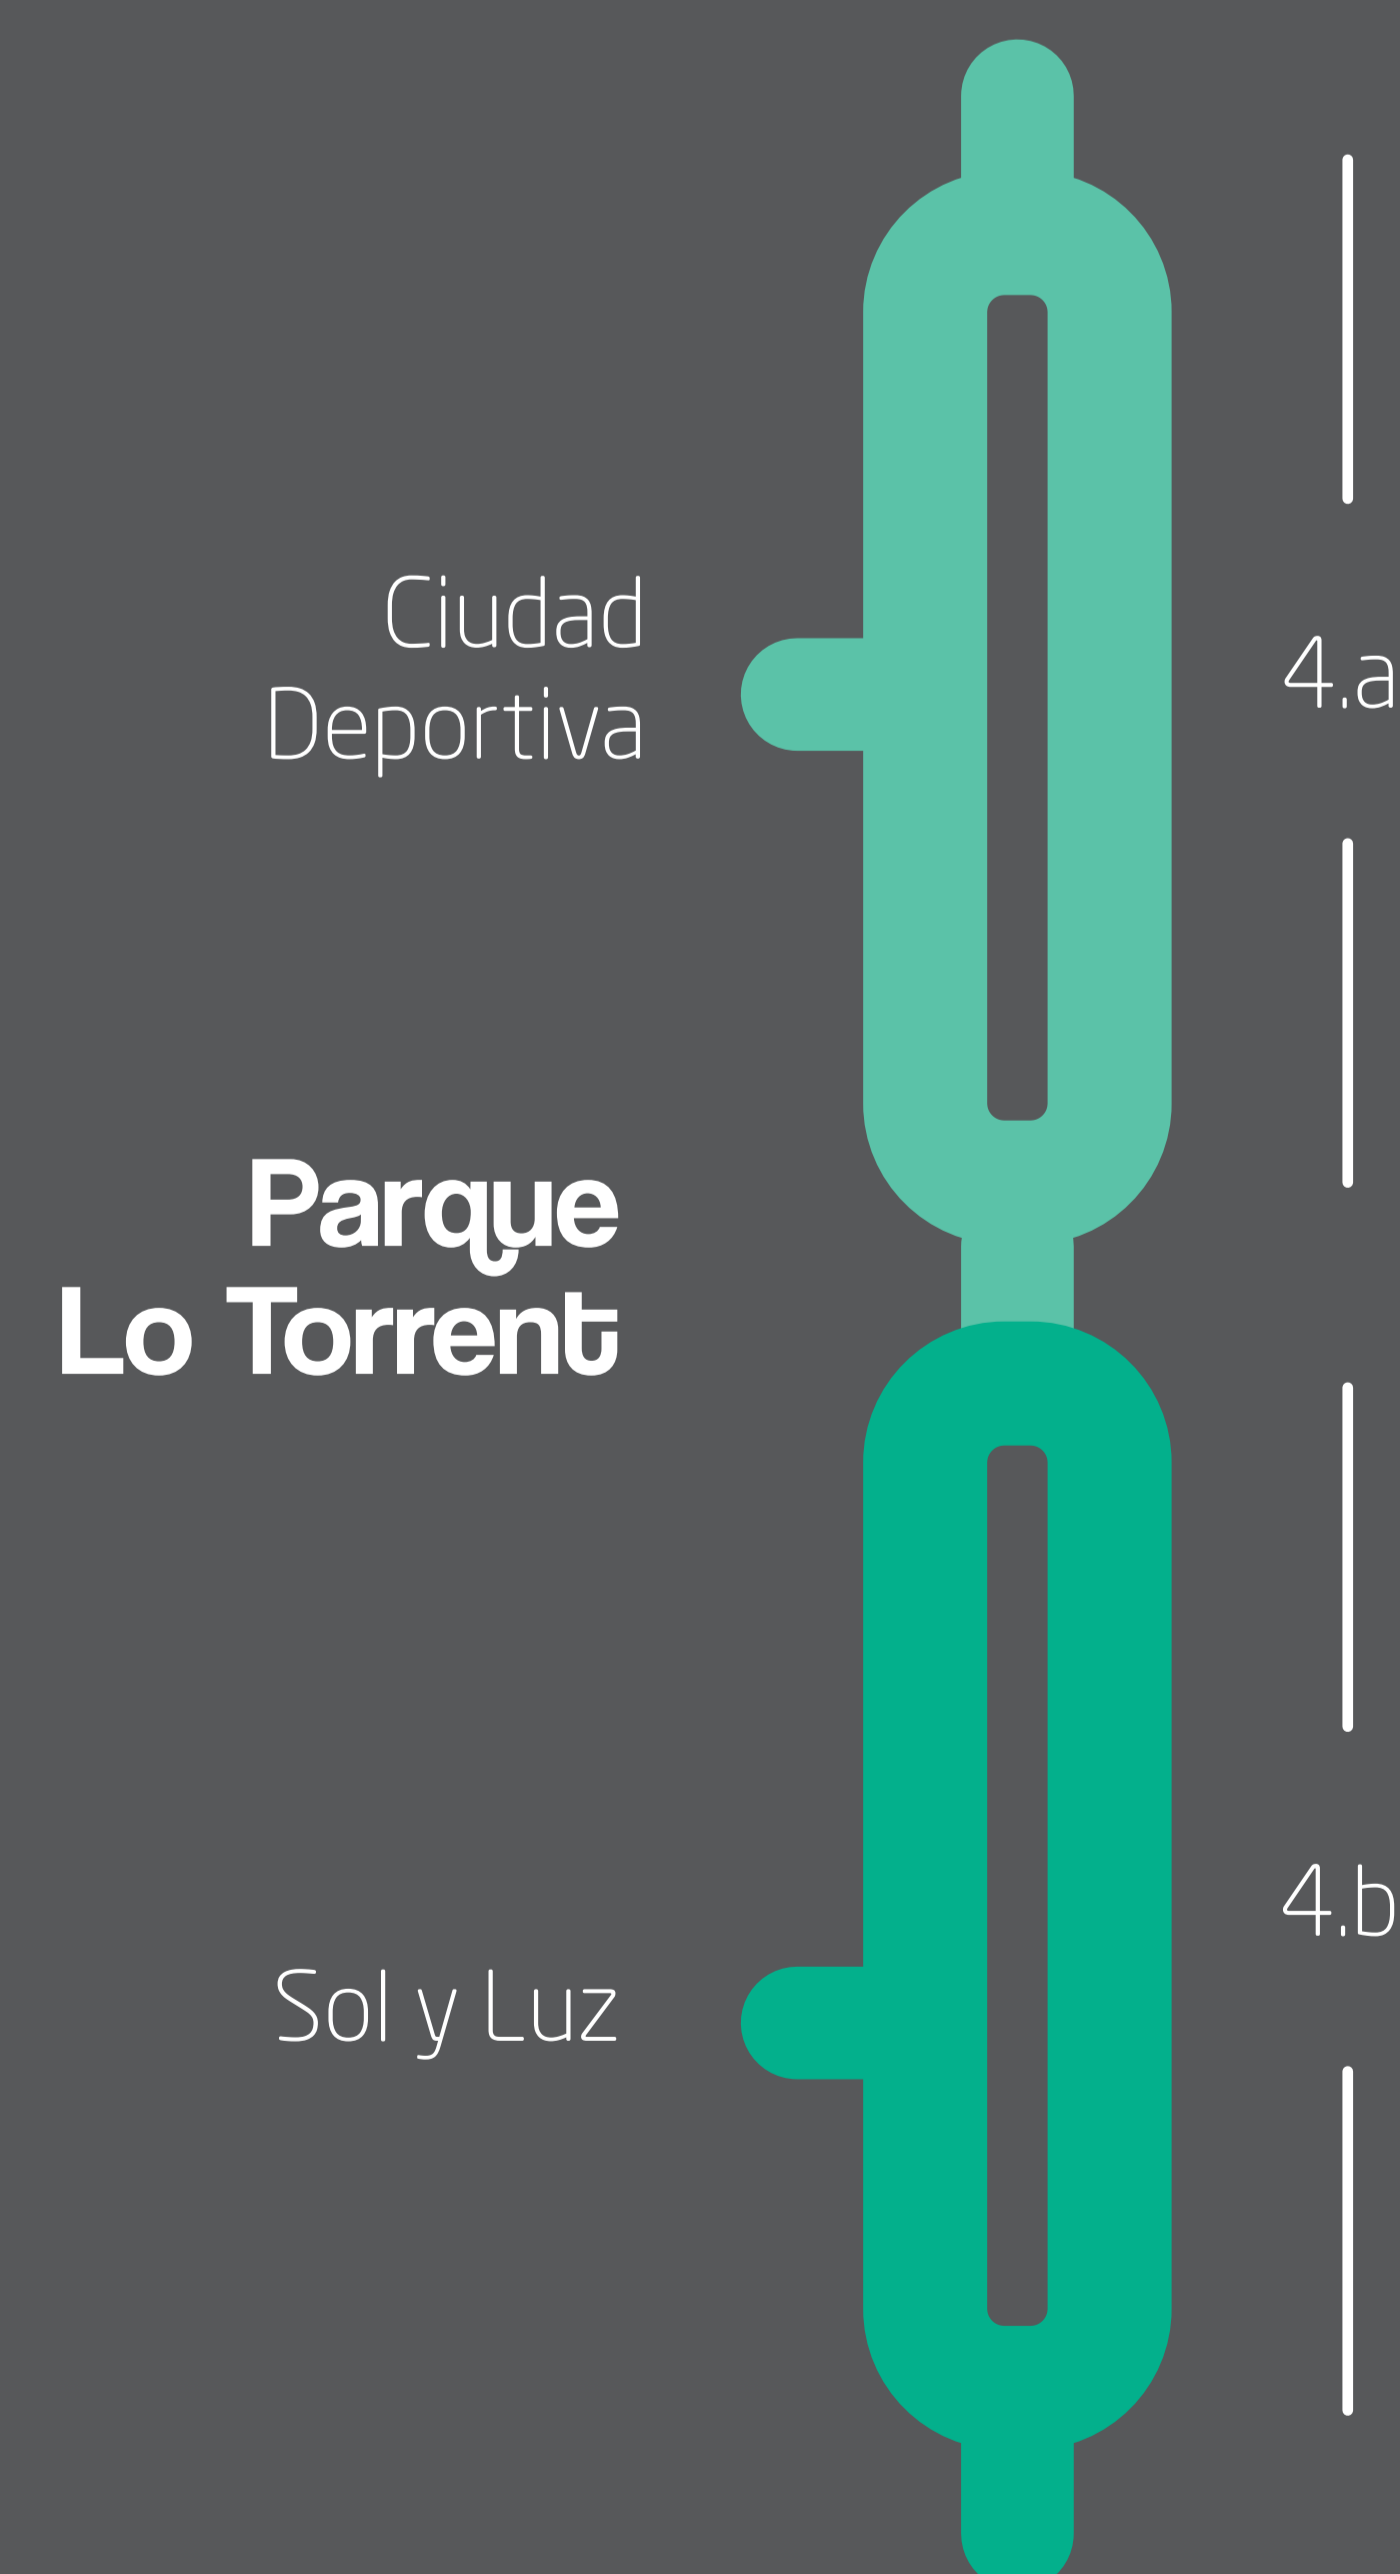 Ciudad
Deportiva
4.a
Parque
Lo Torrent
4.b
Sol y Luz